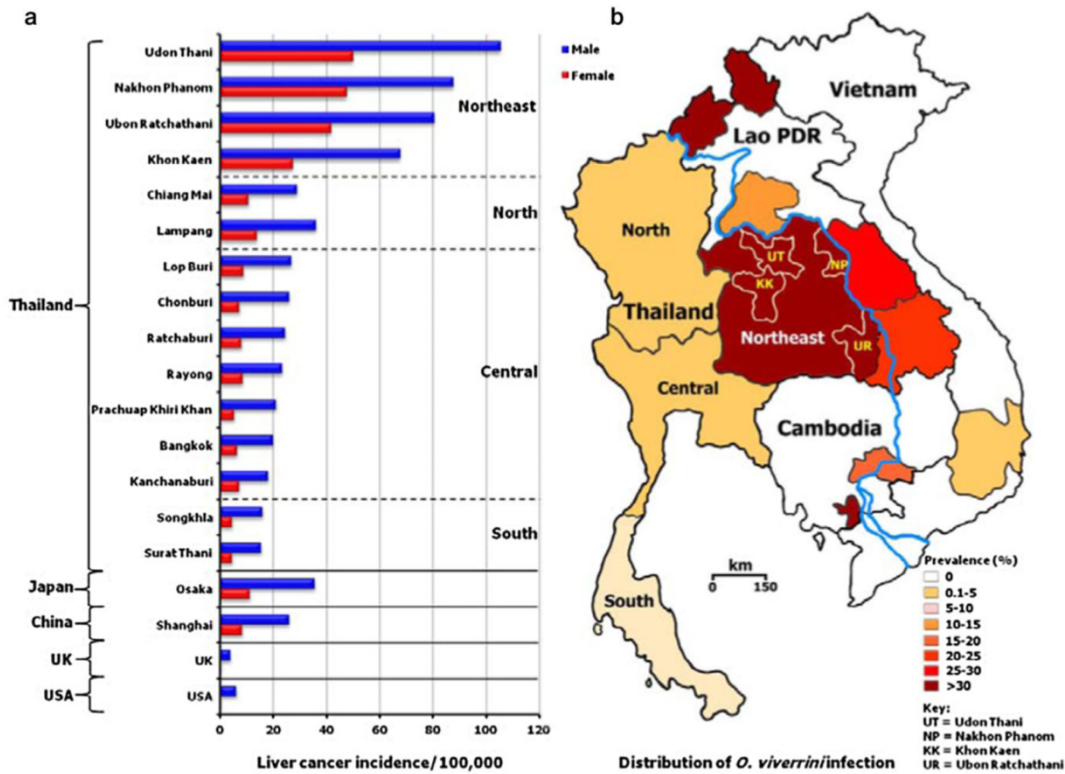 a
Thailand
Japan
China
UK
USA
Udon Thani
Nakhon Phanom
Ubon Ratchathani
Khon Kaen
Chiang Mai
Lampang
Lop Buri
Chonburi
Ratchaburi
Rayong
Prachuap Khiri Khan
Bangkok
Kanchanaburi
Songkhla
Surat Thani
Osaka
Shanghai
UK
USA
Northeast
North
Central
South
Male
Female
0 20 40 60 80 100 120
Liver cancer incidence/100,000
b
Vietnam
Lao PDR
North
UT
NP
KK
Thailand
Northeast
UR
Central
Cambodia
South
km
0 150
Prevalence (%)
0
0.1-5
5-10
10-15
15-20
20-25
25-30
>30
Key:
UT = Udon Thani
NP = Nakhon Phanom
KK = Khon Kaen
UR = Ubon Ratchathani
Distribution of O. viverrini infection